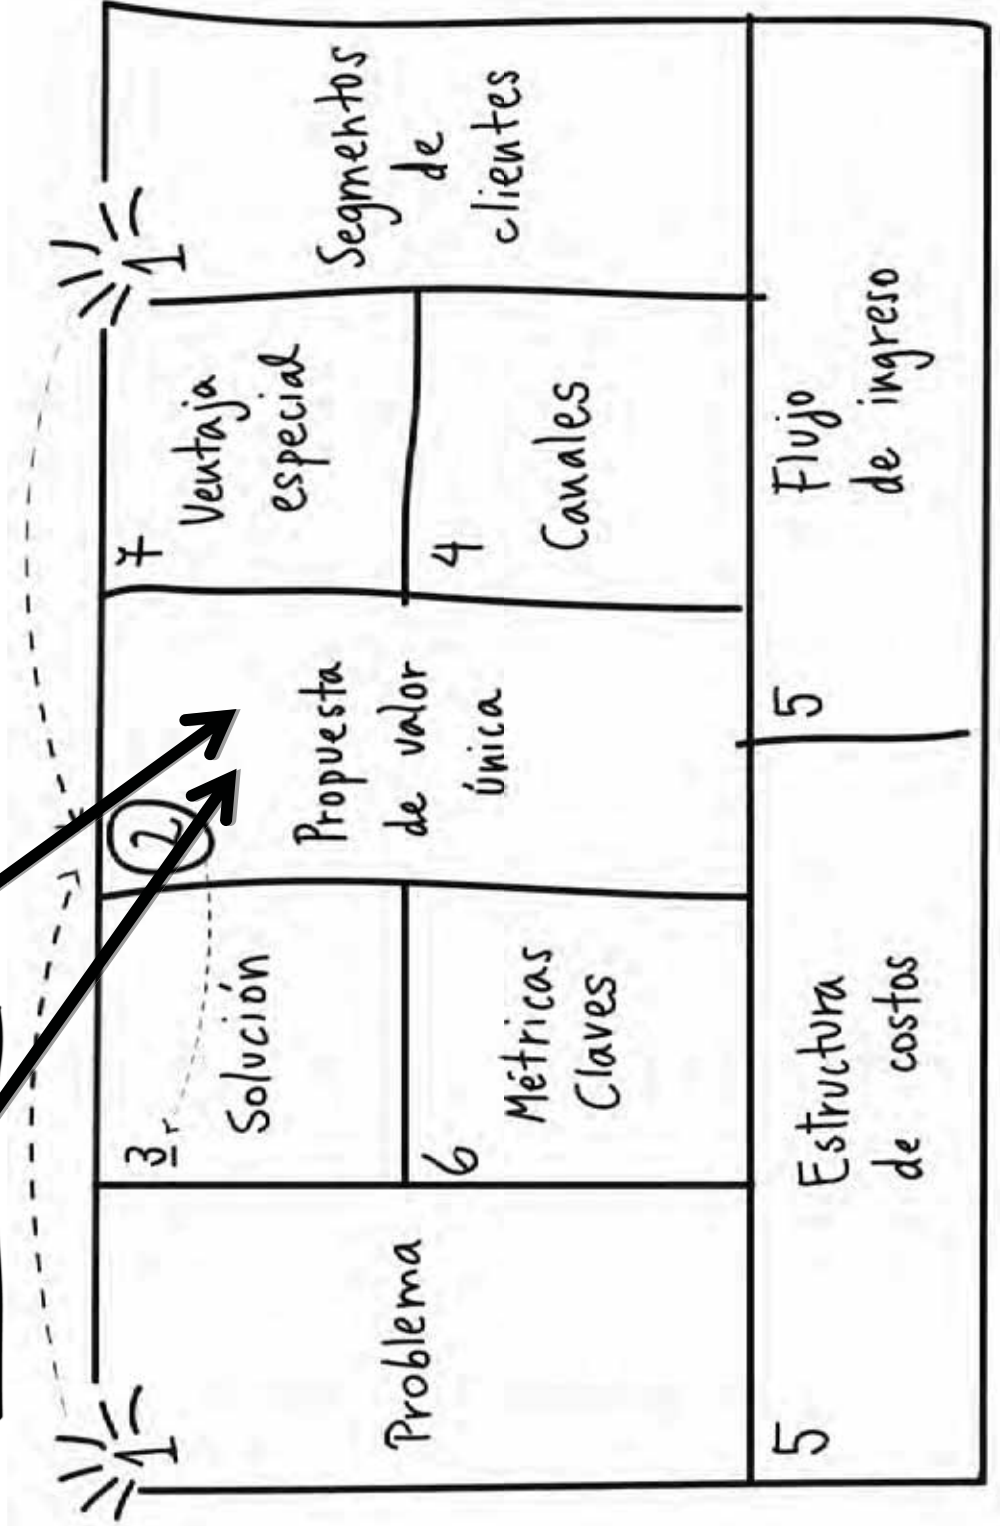 1
Problema
3r
Solución
6
Métricas
Claves
2
Propuesta
de valor
única
7
Ventaja
especial
4
Canales
1
Segmentos
de
clientes
5
Estructura
de costos
5
Flujo
de ingreso